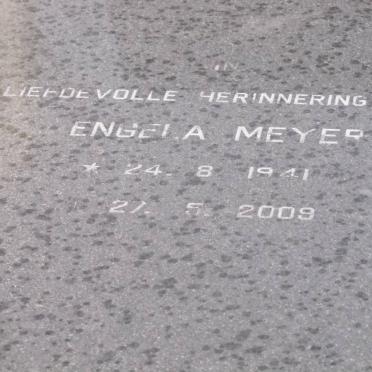 IN
LIEFDEVOLLE HERINNERING
ENGELA MEYER
* 24. 8 1941
27. 5. 2009